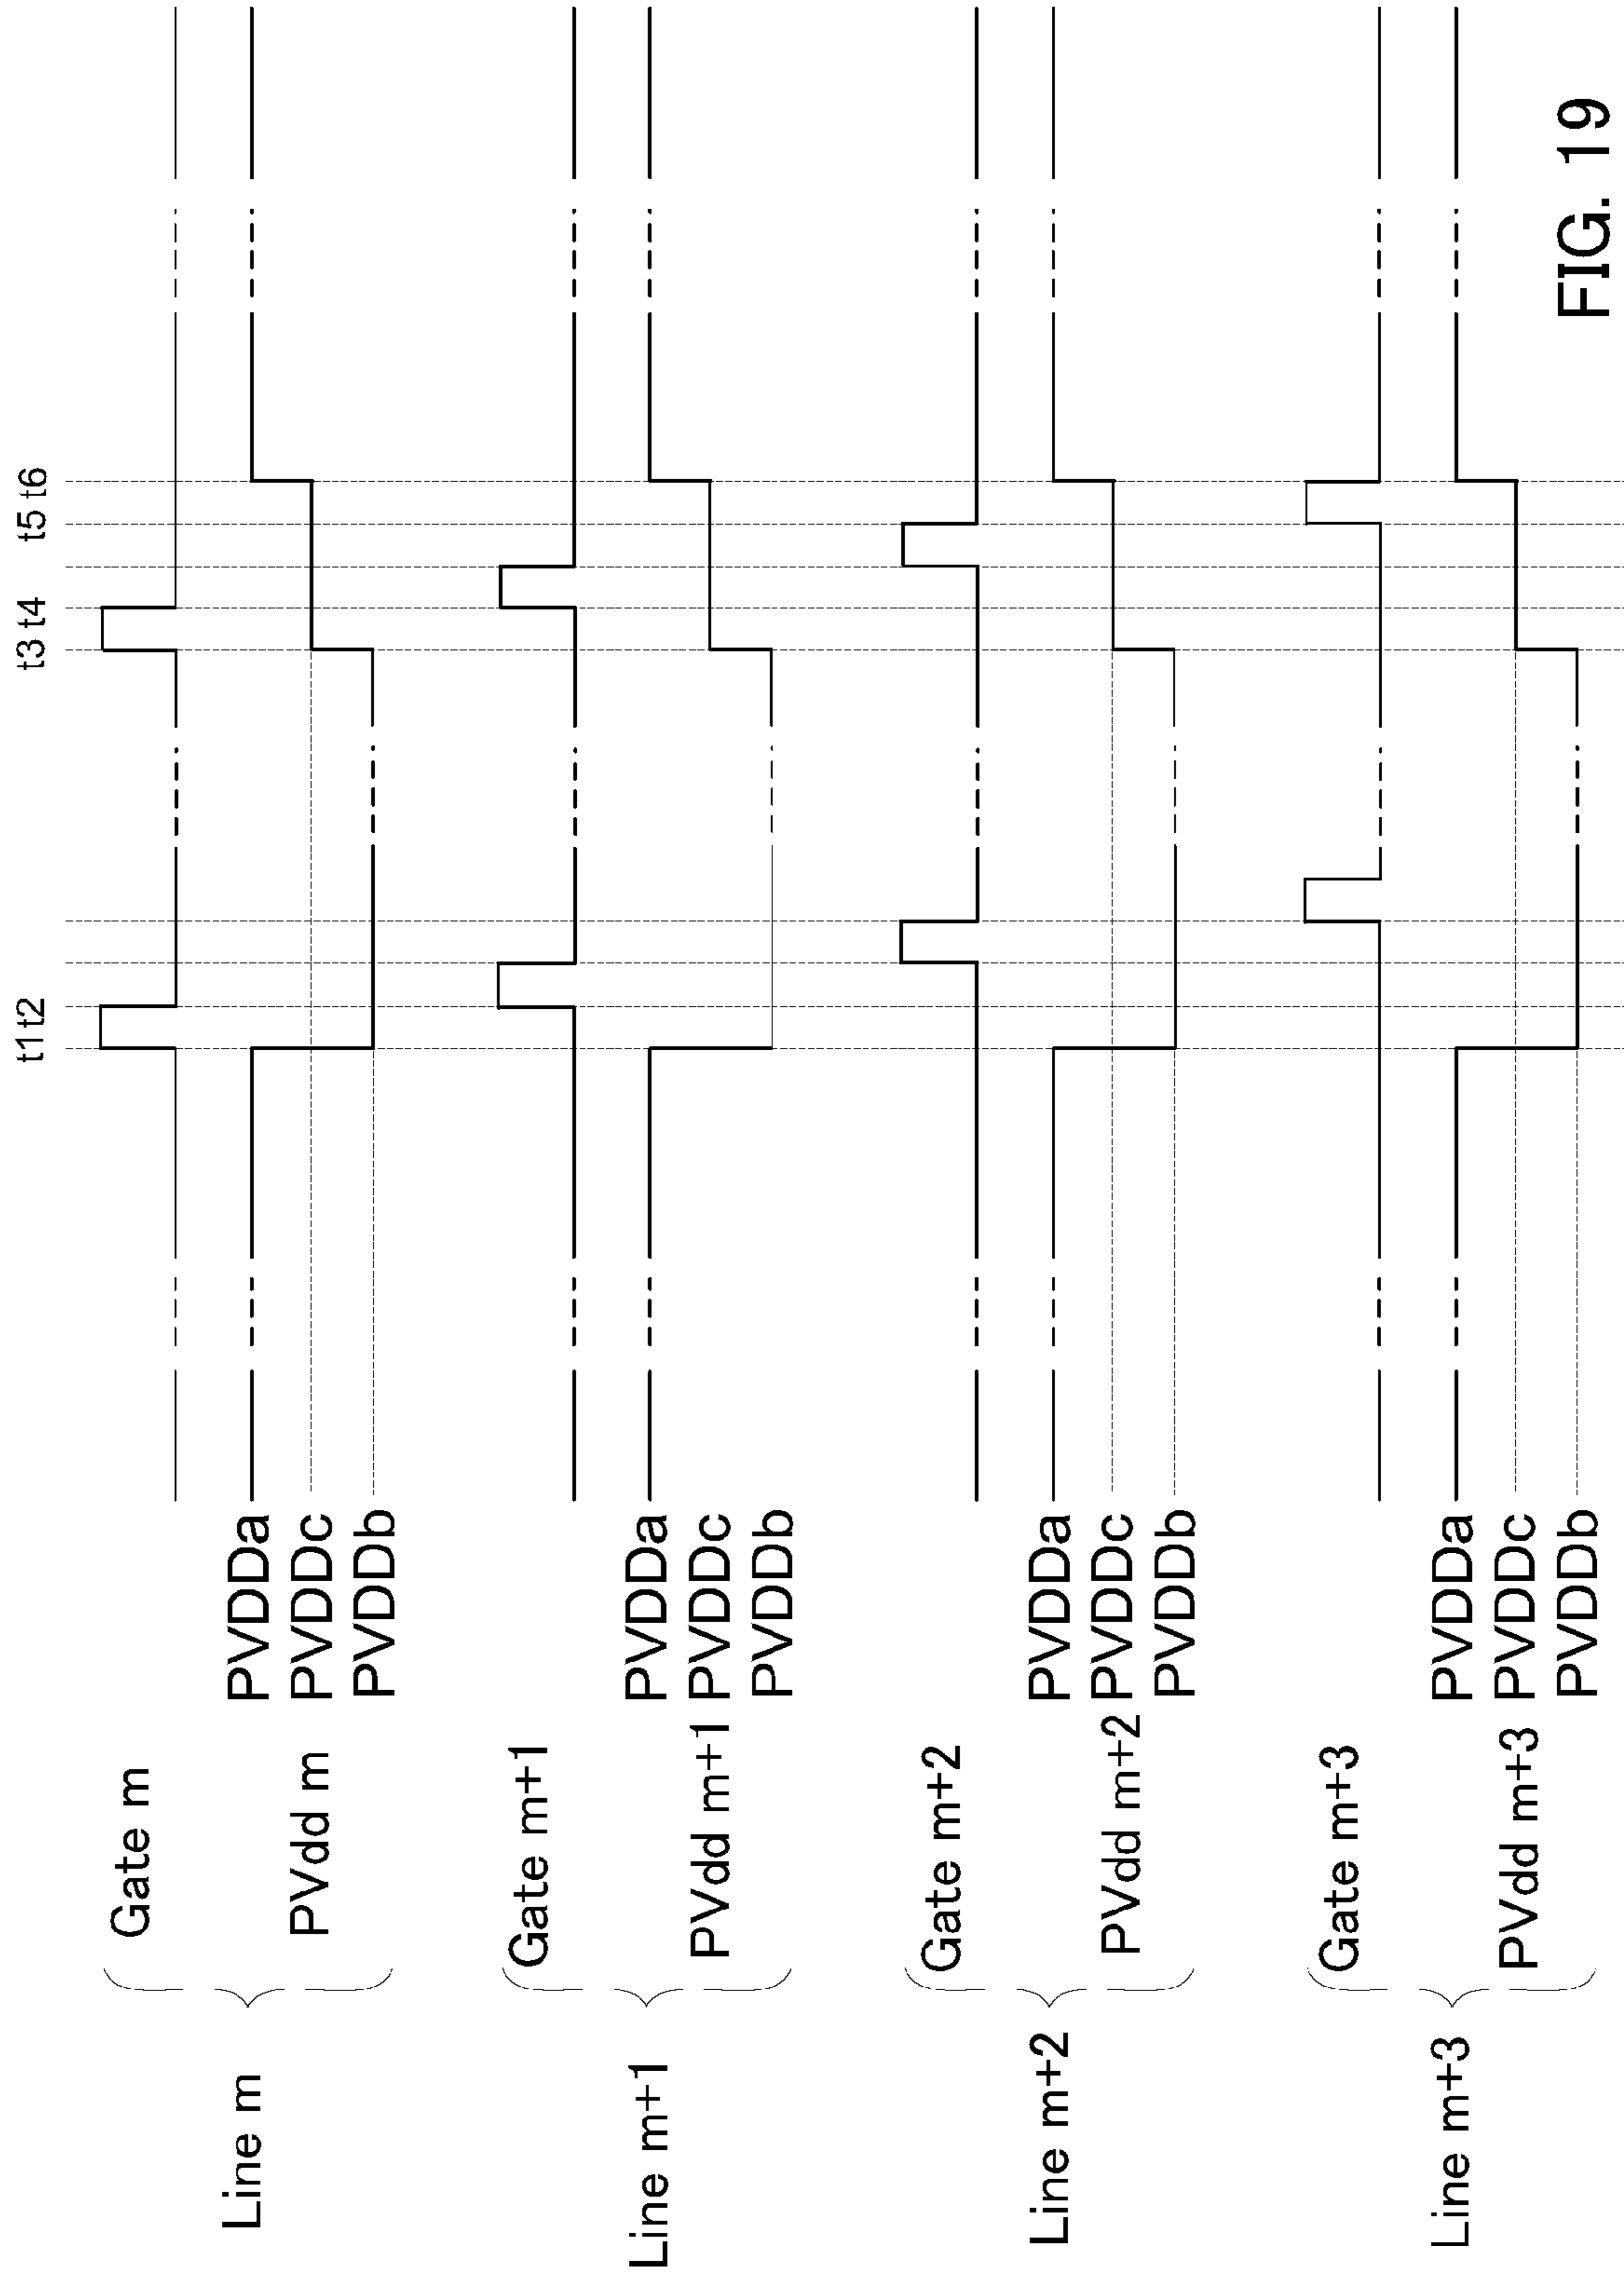 t1 t2 t3 t4 t5 t6
Line m
Gate m
PVdd m
PVDDa
PVDDc
PVDDb
Line m+1
Gate m+1
PVdd m+1
PVDDa
PVDDc
PVDDb
Line m+2
Gate m+2
PVdd m+2
PVDDa
PVDDc
PVDDb
Line m+3
Gate m+3
PVdd m+3
PVDDa
PVDDc
PVDDb
FIG. 19